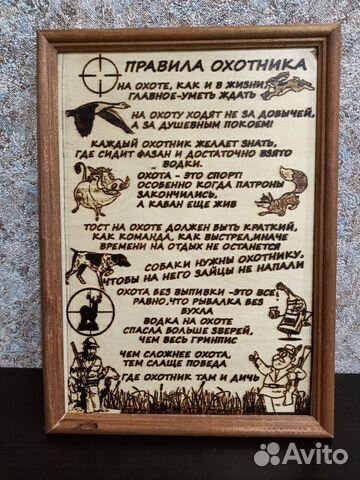 ПРАВИЛА ОХОТНИКА
НА ОХОТЕ, КАК И В ЖИЗНИ,
ГЛАВНОЕ-УМЕТЬ ЖДАТЬ
НА ОХОТУ ХОДЯТ НЕ ЗА ДОБЫЧЕЙ,
А ЗА ДУШЕВНЫМ ПОКОЕМ!
КАЖДЫЙ ОХОТНИК ЖЕЛАЕТ ЗНАТЬ,
ГДЕ СИДИТ ФАЗАН И ДОСТАТОЧНО ВЗЯТО
ВОДКИ.
ОХОТА - ЭТО СПОРТ!
ОСОБЕННО КОГДА ПАТРОНЫ
ЗАКОНЧИЛИСЬ,
А КАБАН ЕЩЕ ЖИВ
ТОСТ НА ОХОТЕ ДОЛЖЕН БЫТЬ КРАТКИЙ,
КАК КОМАНДА, КАК ВЫСТРЕЛ,ИНАЧЕ
ВРЕМЕНИ НА ОТДЫХ НЕ ОСТАНЕТСЯ
СОБАКИ НУЖНЫ ОХОТНИКУ,
ЧТОБЫ НА НЕГО ЗАЙЦЫ НЕ НАПАЛИ
ОХОТА БЕЗ ВЫПИВКИ -ЭТО ВСЕ
РАВНО,ЧТО РЫБАЛКА БЕЗ
БУХЛА
ВОДКА НА ОХОТЕ
СПАСЛА БОЛЬШЕ ЗВЕРЕЙ,
ЧЕМ ВЕСЬ ГРИНПИС
ЧЕМ СЛОЖНЕЕ ОХОТА,
ТЕМ СЛАЩЕ ПОБЕДА
ГДЕ ОХОТНИК ТАМ И ДИЧЬ
Avito